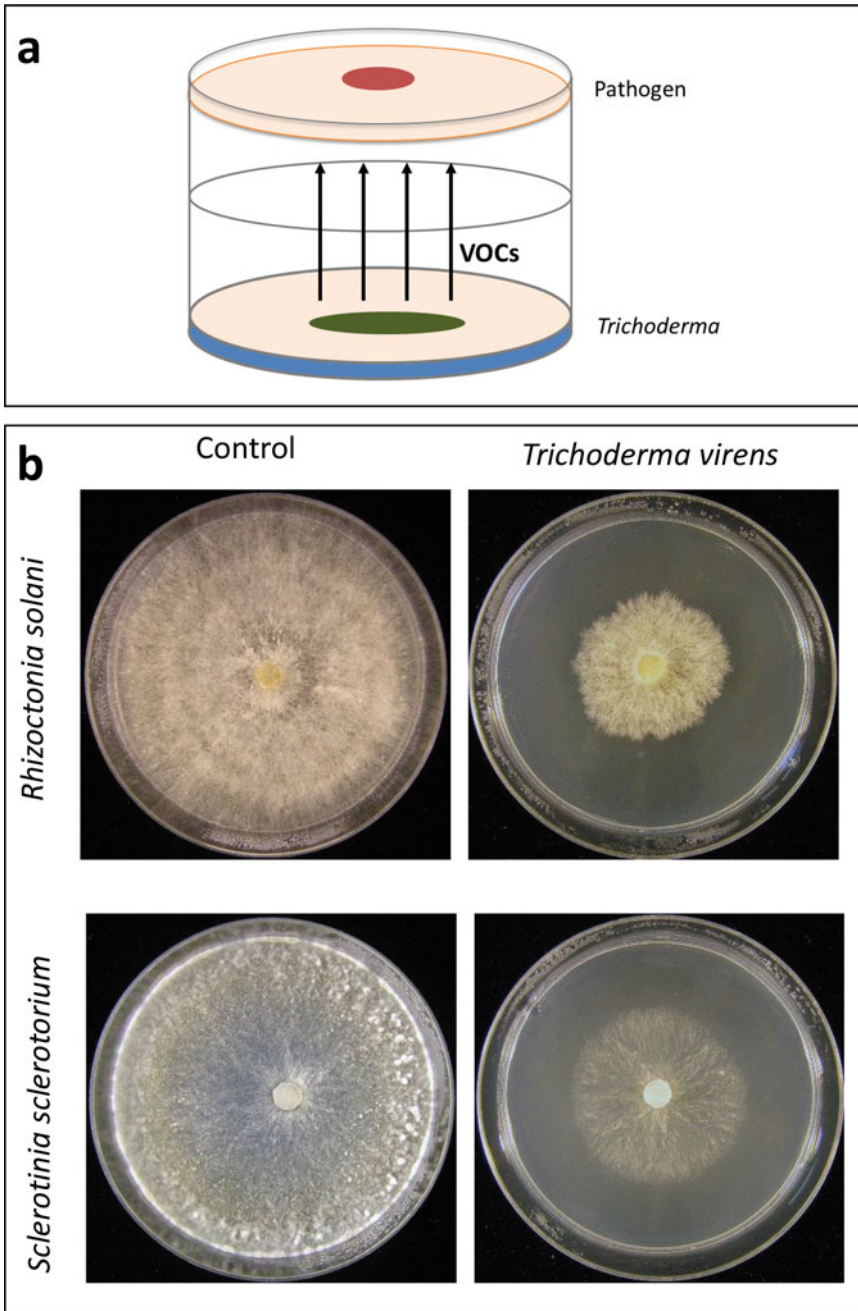 a
Pathogen
VOCs
Trichoderma
b
Control
Trichoderma virens
Rhizoctonia solani
Sclerotinia sclerotorium